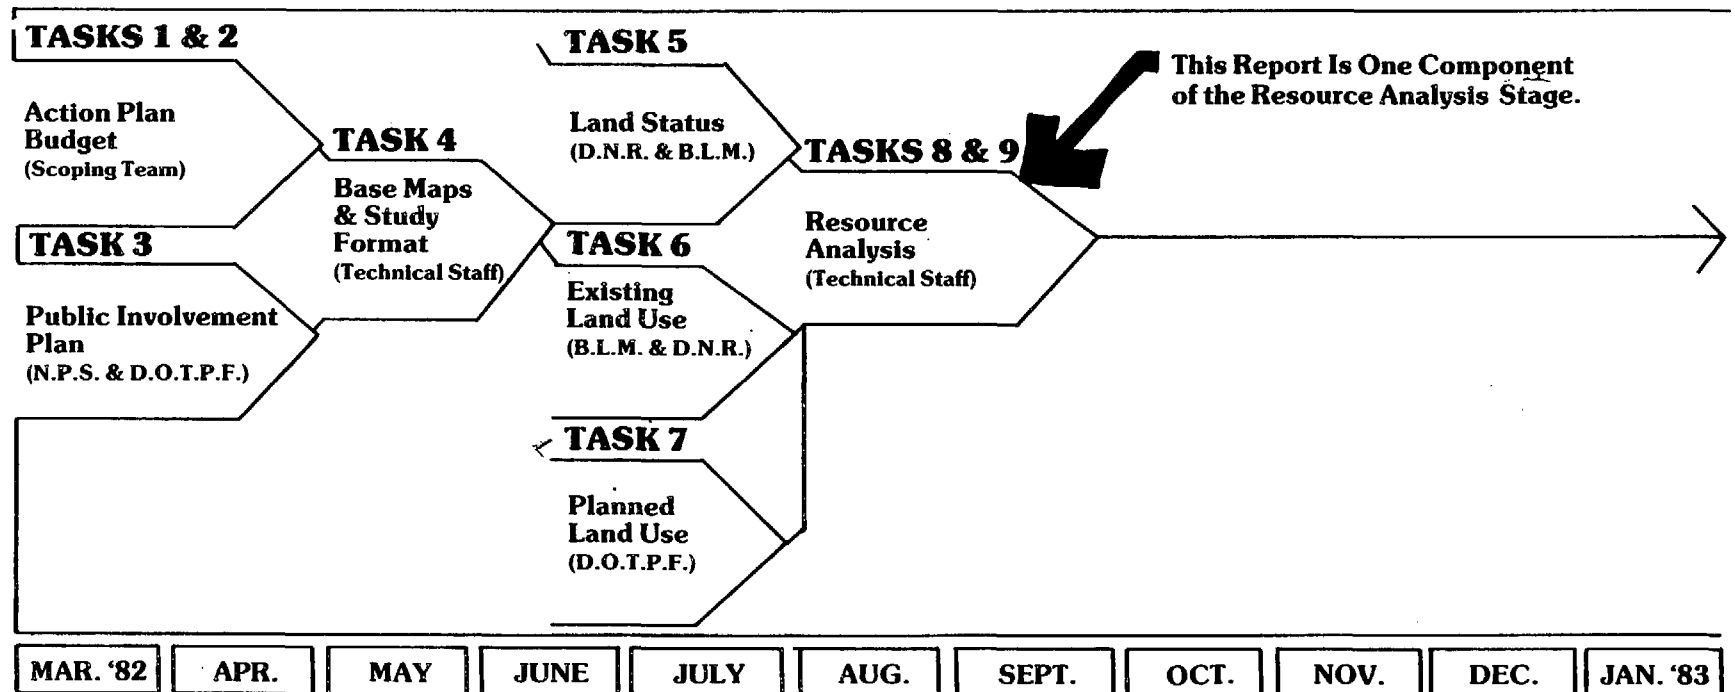 TASKS 1 & 2
Action Plan
Budget
(Scoping Team)
TASK 3
Public Involvement
Plan
(N.P.S. & D.O.T.P.F.)
TASK 4
Base Maps
& Study
Format
(Technical Staff)
TASK 5
Land Status
(D.N.R. & B.L.M.)
TASK 6
Existing
Land Use
(B.L.M. & D.N.R.)
TASK 7
Planned
Land Use
(D.O.T.P.F.)
TASKS 8 & 9
Resource
Analysis
(Technical Staff)
This Report Is One Component
of the Resource Analysis Stage.
MAR. '82 APR. MAY JUNE JULY AUG. SEPT. OCT. NOV. DEC. JAN. '83